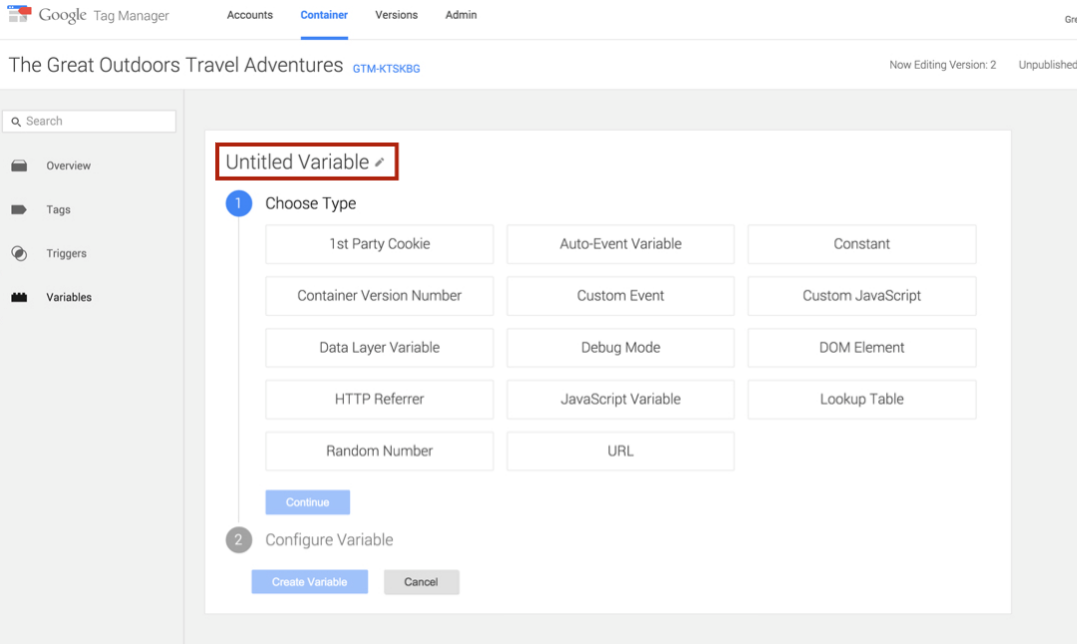 Google Tag Manager Accounts Container Versions Admin
The Great Outdoors Travel Adventures GTM-KTSKBG Now Editing Version: 2 Unpublished
Search
Overview
Tags
Triggers
Variables
Untitled Variable
1 Choose Type
1st Party Cookie Auto-Event Variable Constant
Container Version Number Custom Event Custom JavaScript
Data Layer Variable Debug Mode DOM Element
HTTP Referrer JavaScript Variable Lookup Table
Random Number URL
Continue
2 Configure Variable
Create Variable Cancel